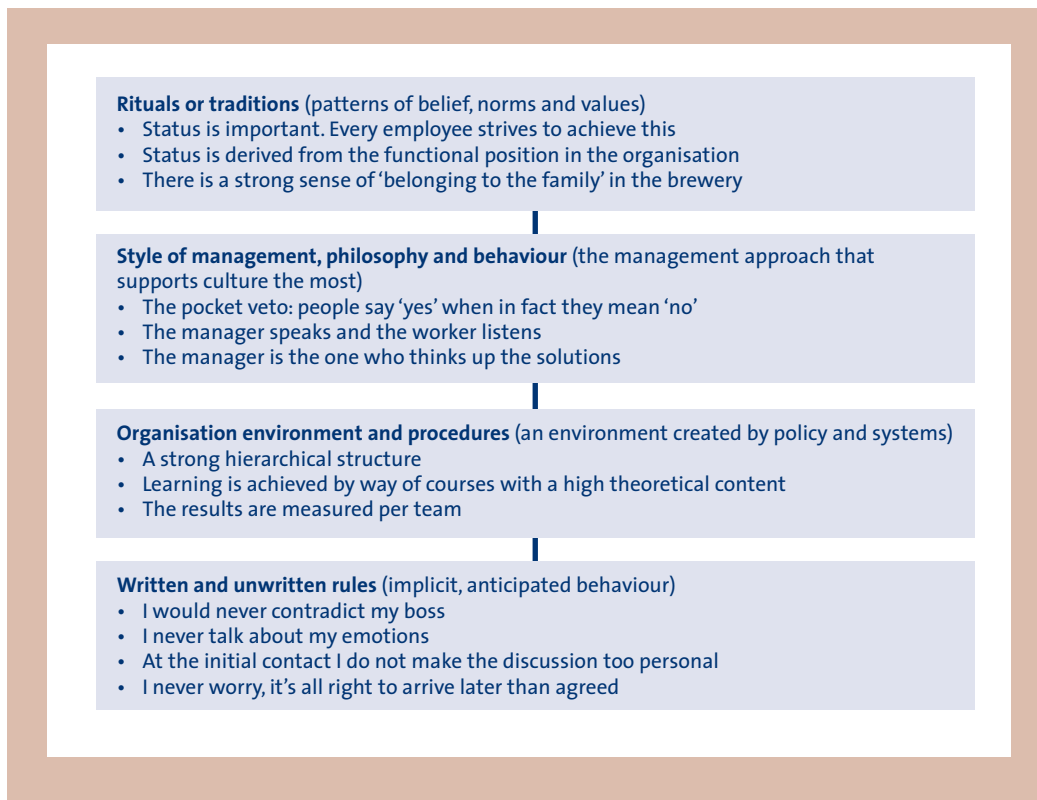 Rituals or traditions (patterns of belief, norms and values)
• Status is important. Every employee strives to achieve this
• Status is derived from the functional position in the organisation
• There is a strong sense of ‘belonging to the family’ in the brewery
Style of management, philosophy and behaviour (the management approach that
supports culture the most)
• The pocket veto: people say ‘yes’ when in fact they mean ‘no’
• The manager speaks and the worker listens
• The manager is the one who thinks up the solutions
Organisation environment and procedures (an environment created by policy and systems)
• A strong hierarchical structure
• Learning is achieved by way of courses with a high theoretical content
• The results are measured per team
Written and unwritten rules (implicit, anticipated behaviour)
• I would never contradict my boss
• I never talk about my emotions
• At the initial contact I do not make the discussion too personal
• I never worry, it’s all right to arrive later than agreed